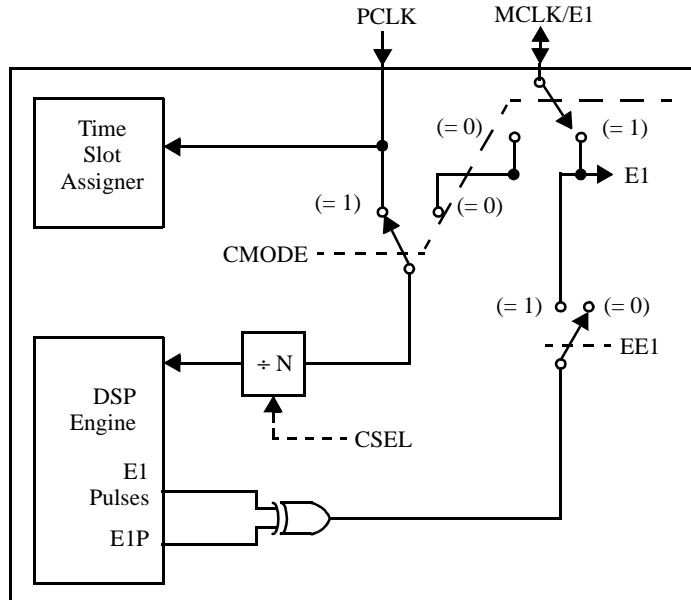 PCLK
MCLK/E1
Time
Slot
Assigner
(= 0)
(= 1)
E1
(= 1)
(= 0)
CMODE
(= 1)
(= 0)
EE1
÷ N
DSP
Engine
CSEL
E1
Pulses
E1P